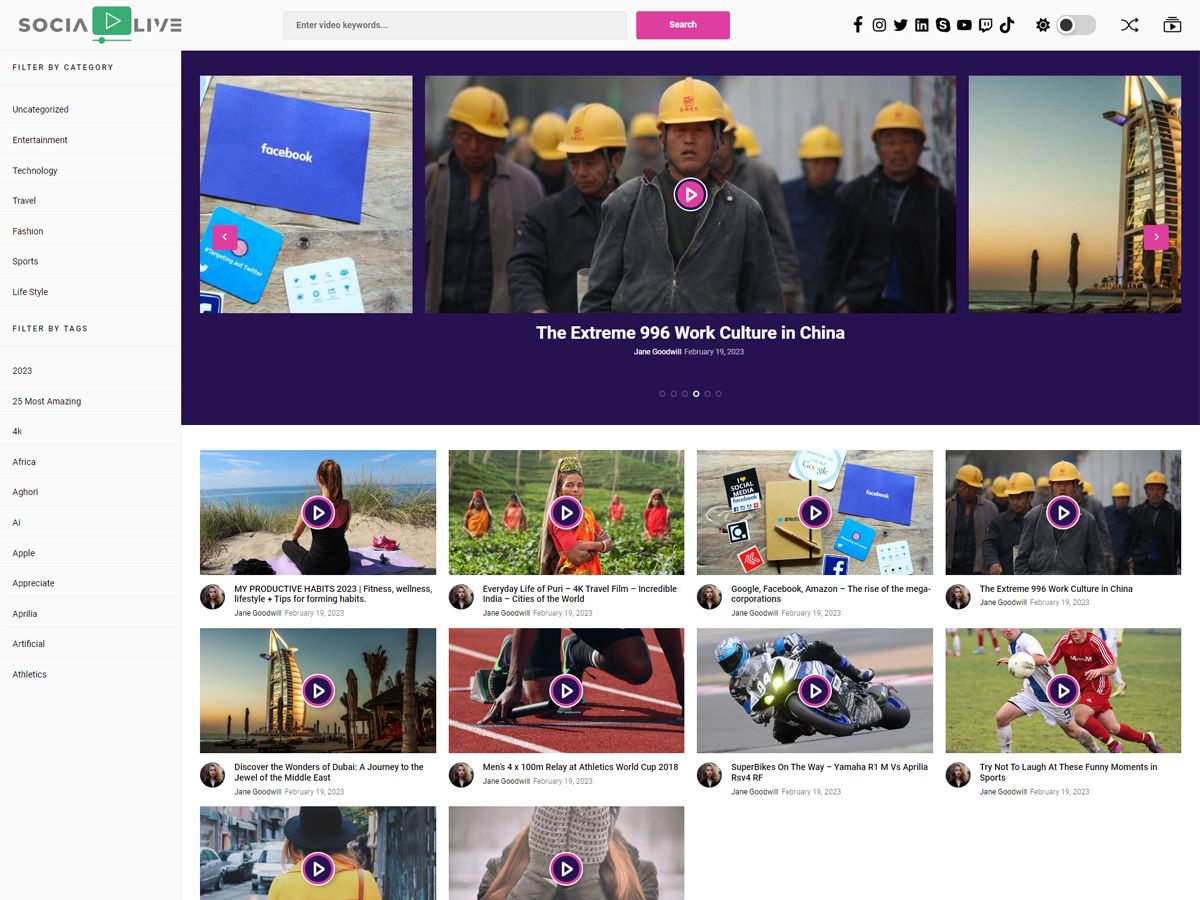 SOCIA LIVE
Enter video keywords...
Search
FILTER BY CATEGORY
Uncategorized
Entertainment
Technology
Travel
Fashion
Sports
Life Style
FILTER BY TAGS
2023
25 Most Amazing
4k
Africa
Aghori
Ai
Apple
Appreciate
Aprilia
Artificial
Athletics
facebook
#Targeting auf Twitter
The Extreme 996 Work Culture in China
Jane Goodwill February 19, 2023
I ♥
SOCIAL
MEDIA
facebook
Google
facebook
MY PRODUCTIVE HABITS 2023 | Fitness, wellness,
lifestyle + Tips for forming habits.
Jane Goodwill February 19, 2023
Everyday Life of Puri – 4K Travel Film – Incredible
India – Cities of the World
Jane Goodwill February 19, 2023
Google, Facebook, Amazon – The rise of the mega-
corporations
Jane Goodwill February 19, 2023
The Extreme 996 Work Culture in China
Jane Goodwill February 19, 2023
94
9
Discover the Wonders of Dubai: A Journey to the
Jewel of the Middle East
Jane Goodwill February 19, 2023
Men's 4 x 100m Relay at Athletics World Cup 2018
Jane Goodwill February 19, 2023
SuperBikes On The Way – Yamaha R1 M Vs Aprilia
Rsv4 RF
Jane Goodwill February 19, 2023
Try Not To Laugh At These Funny Moments in
Sports
Jane Goodwill February 19, 2023